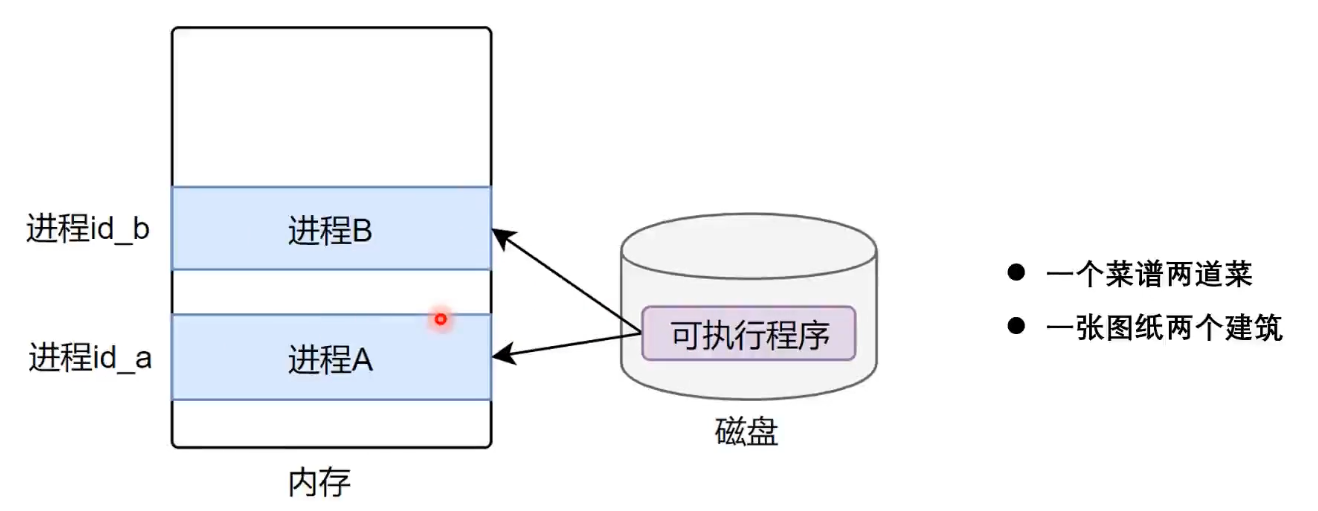 进程id_b
进程B
进程id_a
进程A
内存
可执行程序
磁盘
● 一个菜谱两道菜
● 一张图纸两个建筑